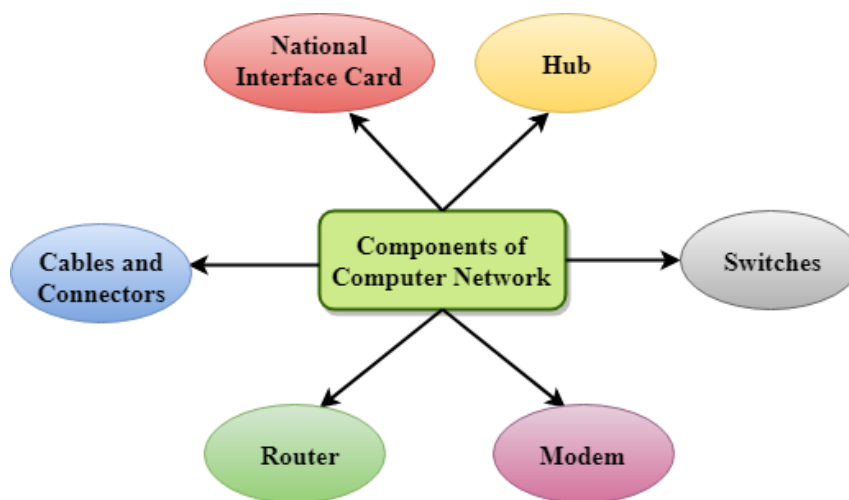 National
Interface Card
Hub
Cables and
Connectors
Components of
Computer Network
Switches
Router
Modem